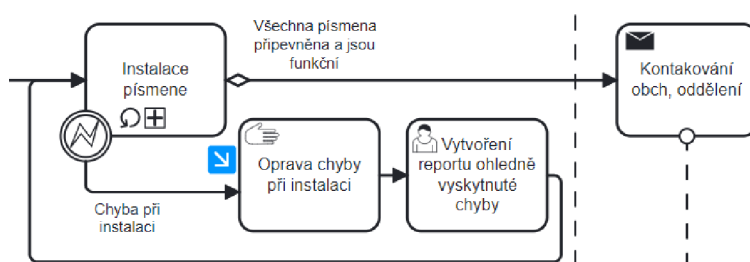 Všechna písmena
připevněna a jsou
funkční
Instalace
písmene
Kontakování
obch, oddělení
Oprava chyby
při instalaci
Vytvoření
reportu ohledně
vyskytnuté
chyby
Chyba při
instalaci